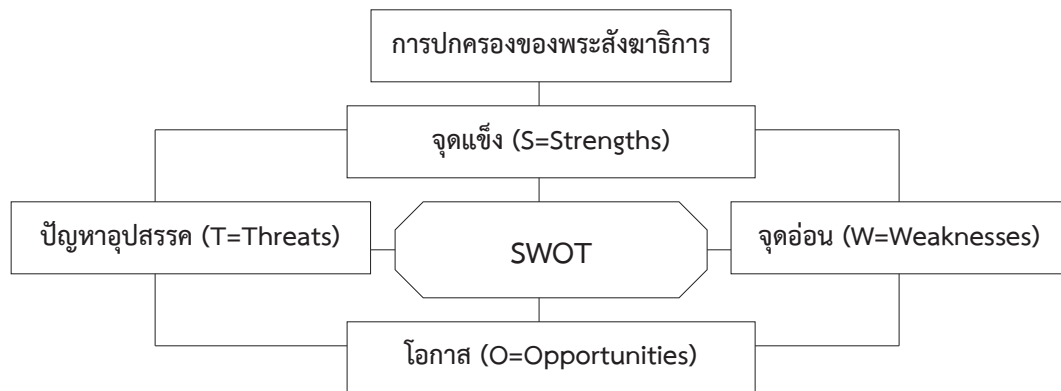 การปกครองของพระสังฆาธิการ
จุดแข็ง (S=Strengths)
ปัญหาอุปสรรค (T=Threats)
SWOT
จุดอ่อน (W=Weaknesses)
โอกาส (O=Opportunities)